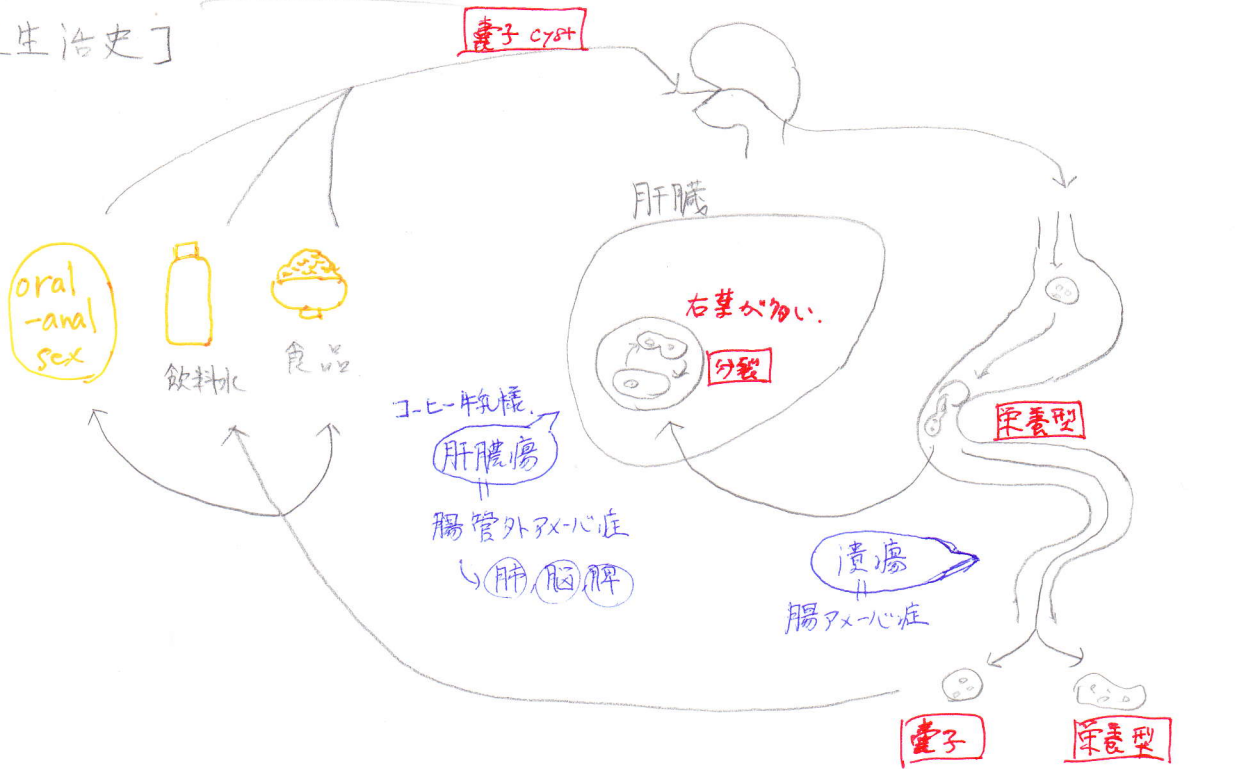 生活史]
嚢子 cyst
肝臓
oral
-anal
sex
飲料水
食品
右葉が多い.
分裂
コーヒー牛乳様.
肝膿瘍
||
腸管外アメーバ症
肺,脳,脾
栄養型
潰瘍
||
腸アメーバ症
嚢子
栄養型